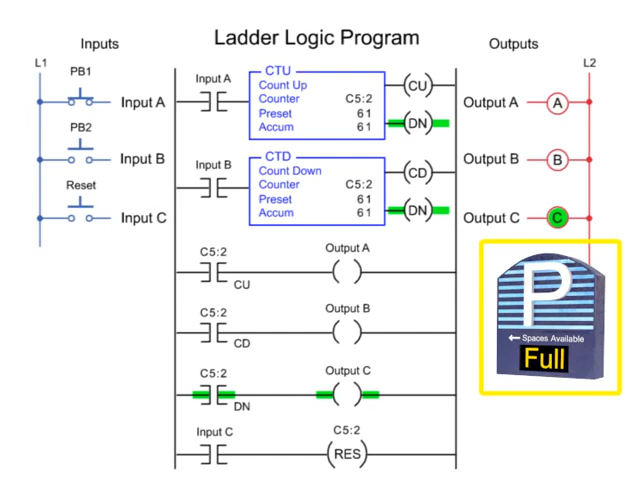 Ladder Logic Program
Inputs
Outputs
L1
L2
PB1
Input A
PB2
Input B
Reset
Input C
Input A
CTU
Count Up
Counter C5:2
Preset 61
Accum 61
CU
DN
Input B
CTD
Count Down
Counter C5:2
Preset 61
Accum 61
CD
DN
C5:2
CU
Output A
C5:2
CD
Output B
C5:2
DN
Output C
Input C
C5:2
RES
Output A
A
Output B
B
Output C
C
P
Spaces Available
Full